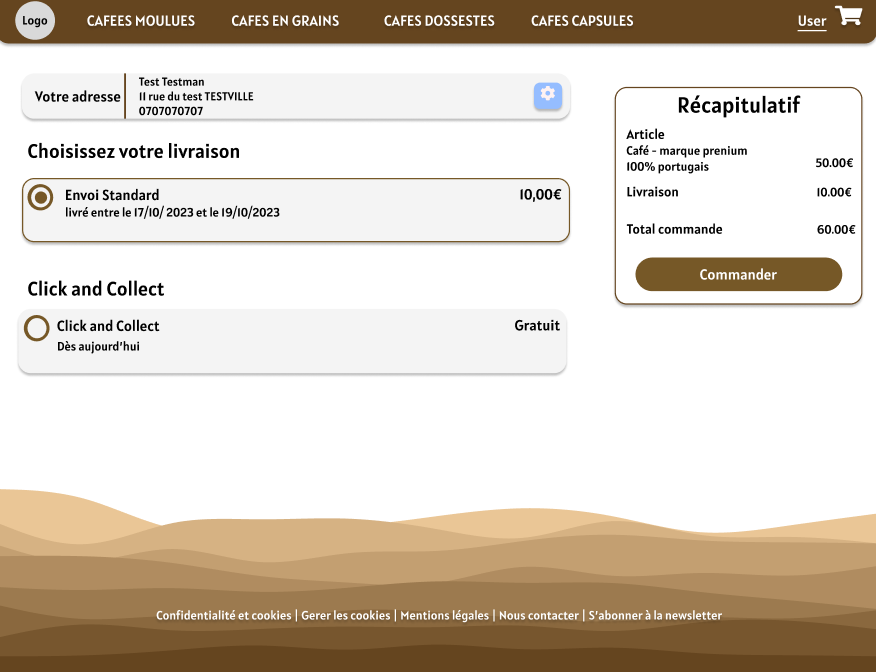 Logo
CAFEES MOULUES
CAFES EN GRAINS
CAFES DOSSESTES
CAFES CAPSULES
User
Votre adresse
Test Testman
11 rue du test TESTVILLE
0707070707
Choisissez votre livraison
Envoi Standard
10,00€
livré entre le 17/10/ 2023 et le 19/10/2023
Click and Collect
Click and Collect
Gratuit
Dès aujourd'hui
Récapitulatif
Article
Café - marque prenium
100% portugais
50.00€
Livraison
10.00€
Total commande
60.00€
Commander
Confidentialité et cookies | Gerer les cookies | Mentions légales | Nous contacter | S'abonner à la newsletter